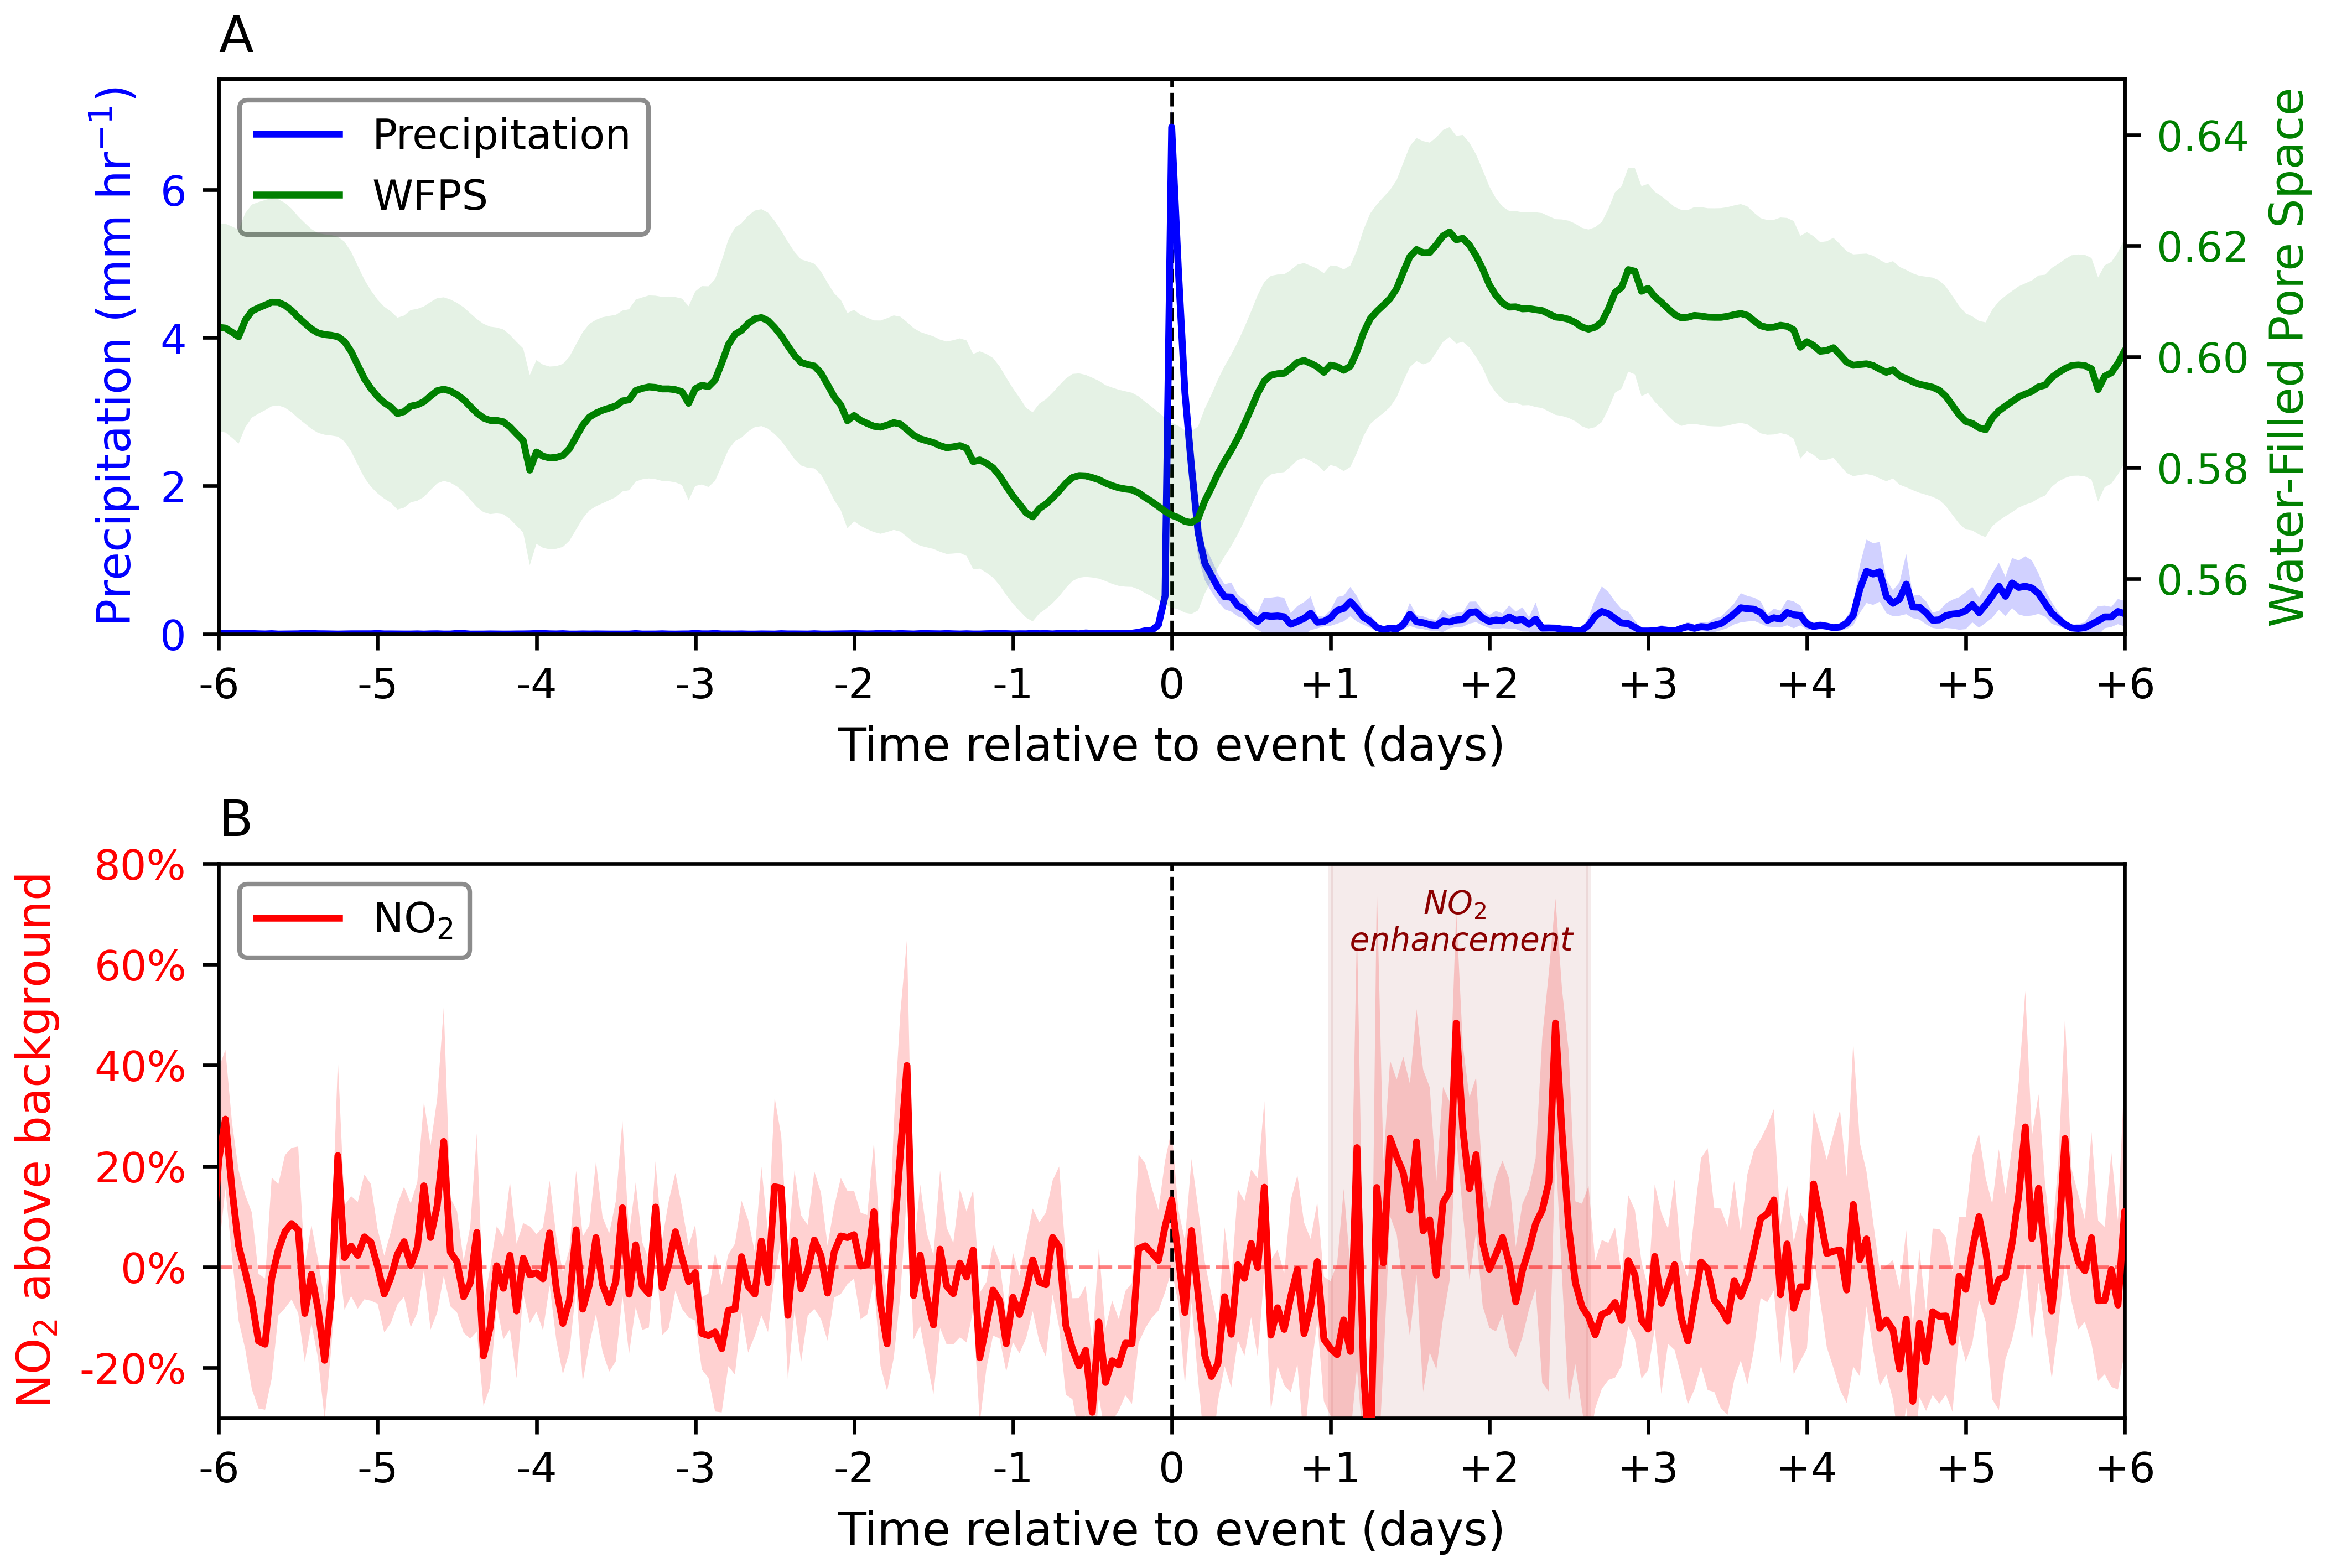 A
Precipitation (mm hr⁻¹)
6
4
2
0
Precipitation
WFPS
0.64
0.62
0.60
0.58
0.56
Water-Filled Pore Space
-6 -5 -4 -3 -2 -1 0 +1 +2 +3 +4 +5 +6
Time relative to event (days)
B
NO₂ above background
80%
60%
40%
20%
0%
-20%
NO₂
NO₂
enhancement
-6 -5 -4 -3 -2 -1 0 +1 +2 +3 +4 +5 +6
Time relative to event (days)